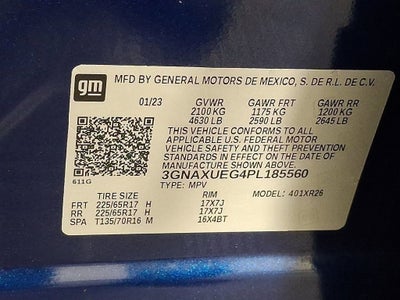 gm
MFD BY GENERAL MOTORS DE MEXICO, S. DE R.L. DE C.V.
01/23 GVWR GAWR FRT GAWR RR
2100 KG 1175 KG 1200 KG
4630 LB 2590 LB 2645 LB
THIS VEHICLE CONFORMS TO ALL
APPLICABLE U.S. FEDERAL MOTOR
VEHICLE SAFETY AND THEFT
STANDARDS IN EFFECT ON THE DATE OF
MANUFACTURE SHOWN ABOVE.
3GNAXUEG4PL185560
611G TYPE: MPV MODEL: 401XR26
TIRE SIZE RIM
FRT 225/65R17 H 17X7J
RR 225/65R17 H 17X7J
SPA T135/70R16 M 16X4BT